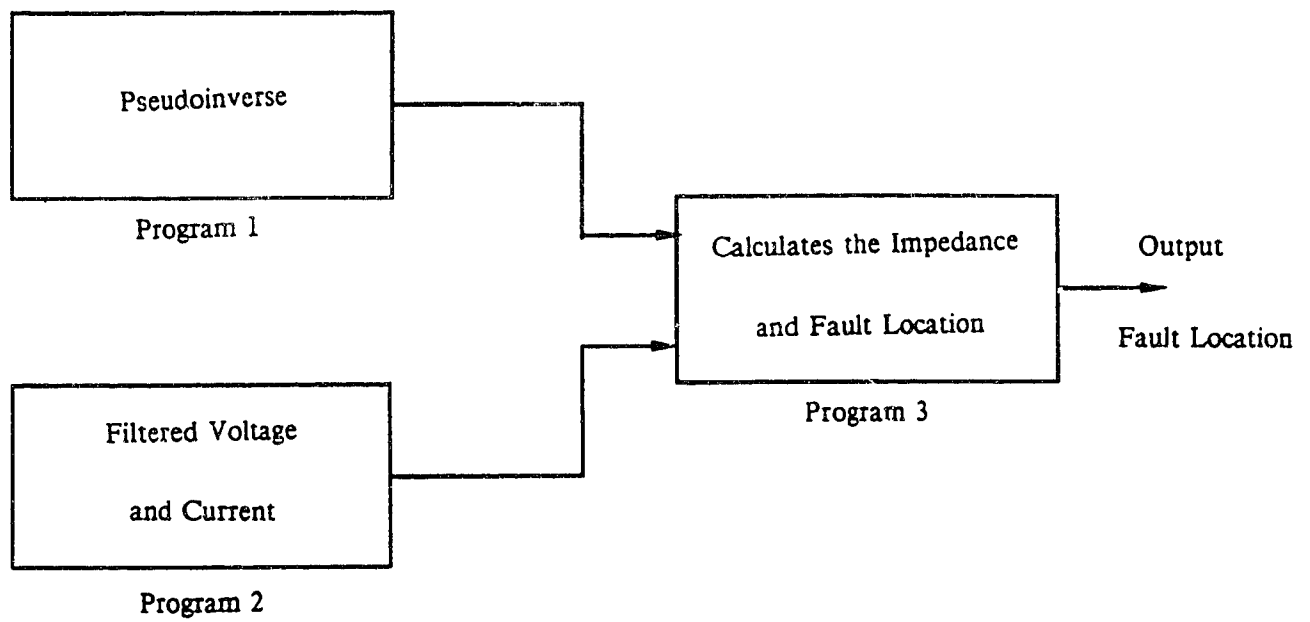 Pseudoinverse
Program 1
Filtered Voltage
and Current
Program 2
Calculates the Impedance
and Fault Location
Program 3
Output
Fault Location